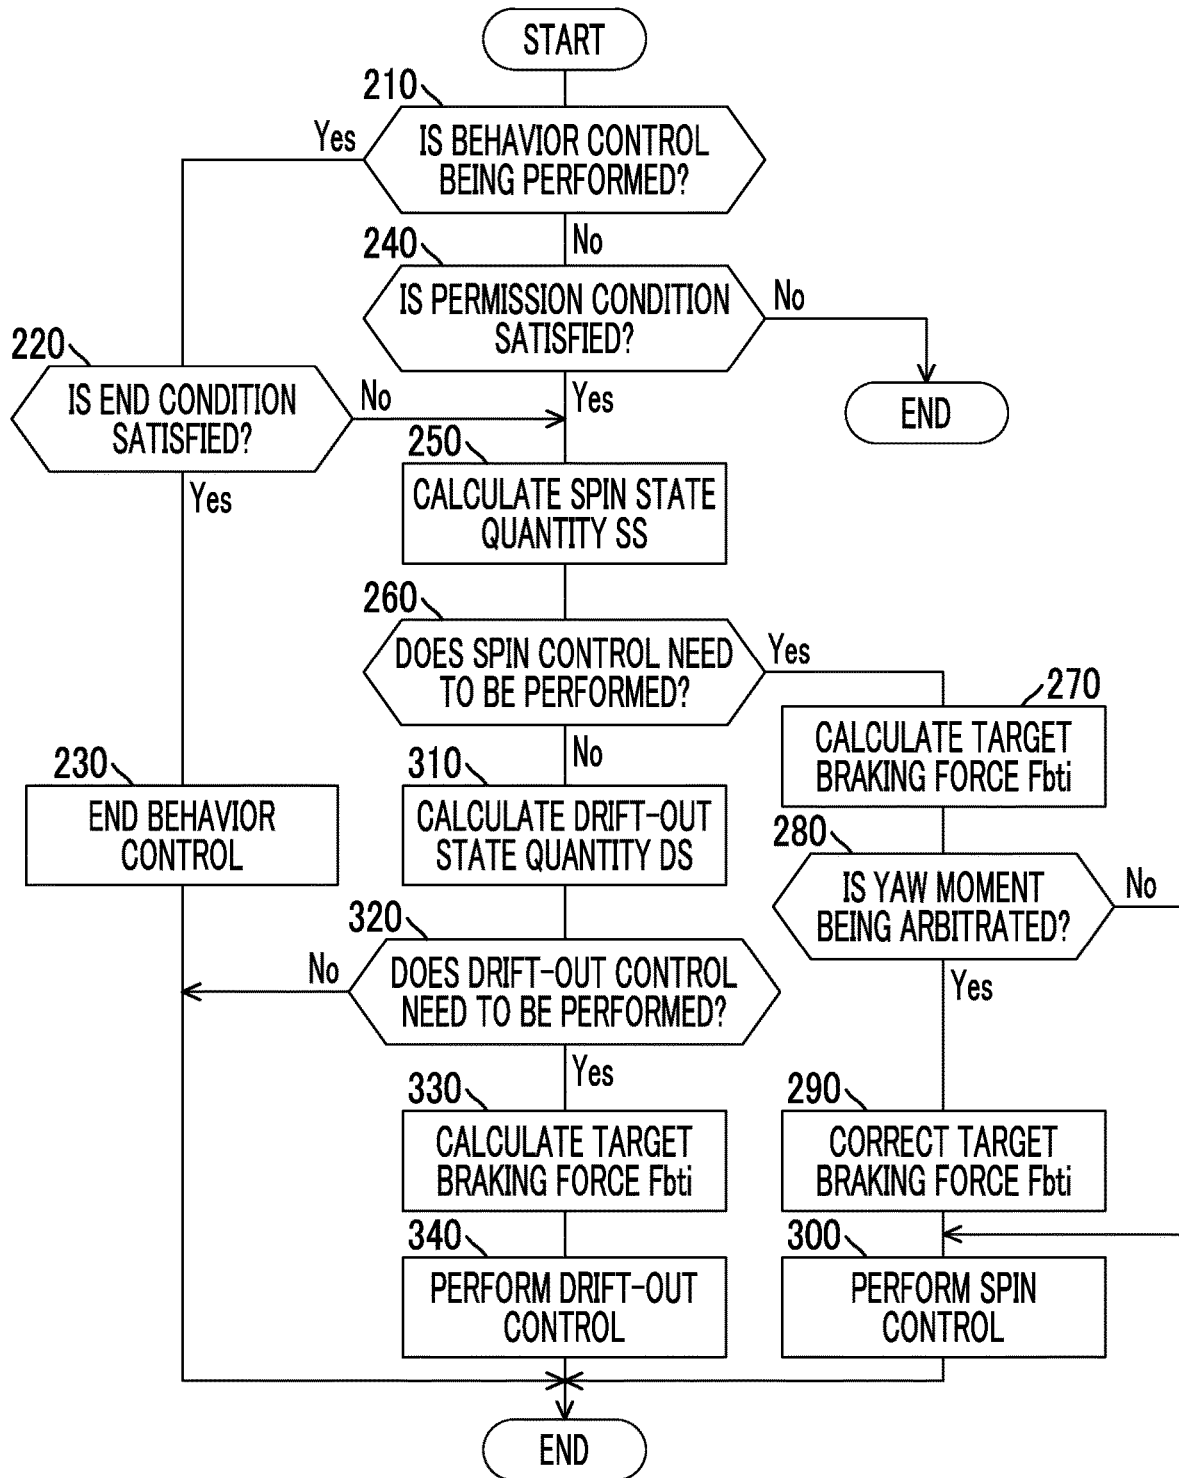 START
210
IS BEHAVIOR CONTROL
BEING PERFORMED?
Yes
No
240
IS PERMISSION CONDITION
SATISFIED?
No
Yes
END
220
IS END CONDITION
SATISFIED?
No
Yes
250
CALCULATE SPIN STATE
QUANTITY SS
260
DOES SPIN CONTROL NEED
TO BE PERFORMED?
Yes
No
270
CALCULATE TARGET
BRAKING FORCE Fbti
230
END BEHAVIOR
CONTROL
310
CALCULATE DRIFT-OUT
STATE QUANTITY DS
280
IS YAW MOMENT
BEING ARBITRATED?
No
Yes
320
DOES DRIFT-OUT CONTROL
NEED TO BE PERFORMED?
No
Yes
330
CALCULATE TARGET
BRAKING FORCE Fbti
290
CORRECT TARGET
BRAKING FORCE Fbti
340
PERFORM DRIFT-OUT
CONTROL
300
PERFORM SPIN
CONTROL
END